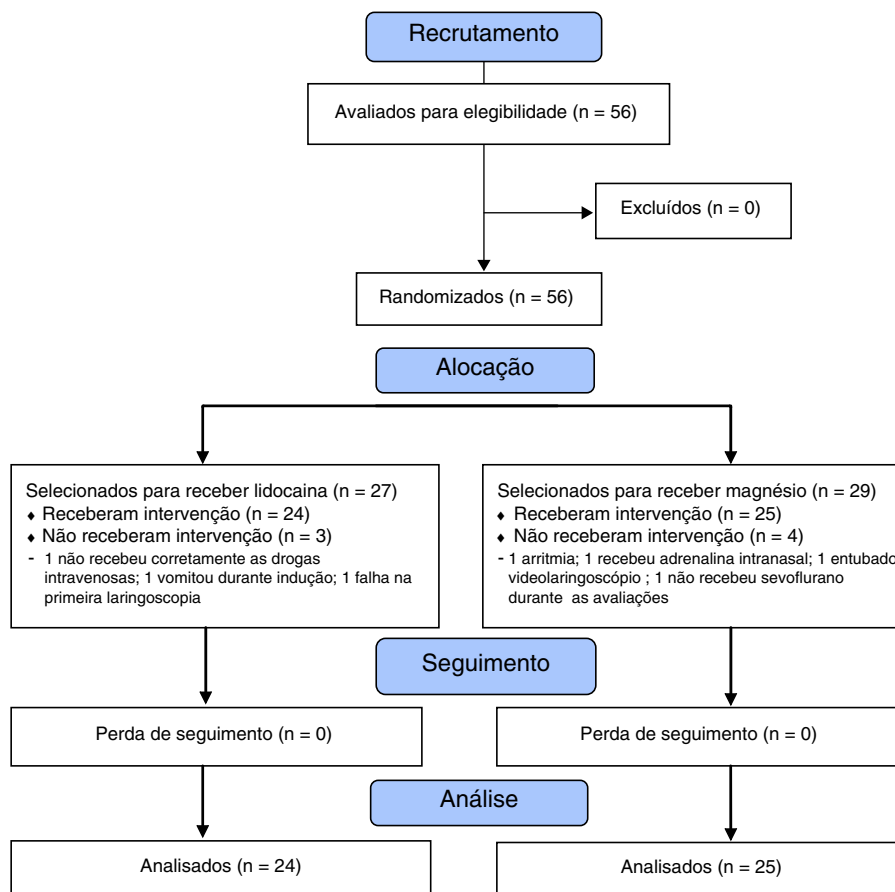 Recrutamento
Avaliados para elegibilidade (n = 56)
Excluídos (n = 0)
Randomizados (n = 56)
Alocação
Selecionados para receber lidocaina (n = 27)
♦ Receberam intervenção (n = 24)
♦ Não receberam intervenção (n = 3)
- 1 não recebeu corretamente as drogas
intravenosas; 1 vomitou durante indução; 1 falha na
primeira laringoscopia
Selecionados para receber magnésio (n = 29)
♦ Receberam intervenção (n = 25)
♦ Não receberam intervenção (n = 4)
- 1 arritmia; 1 recebeu adrenalina intranasal; 1 entubado
videolaringoscópio ; 1 não recebeu sevoflurano
durante as avaliações
Seguimento
Perda de seguimento (n = 0)
Perda de seguimento (n = 0)
Análise
Analisados (n = 24)
Analisados (n = 25)